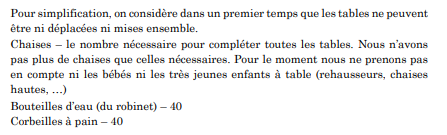 Pour simplification, on considère dans un premier temps que les tables ne peuvent
être ni déplacées ni mises ensemble.
Chaises – le nombre nécessaire pour compléter toutes les tables. Nous n'avons
pas plus de chaises que celles nécessaires. Pour le moment nous ne prenons pas
en compte ni les bébés ni les très jeunes enfants à table (rehausseurs, chaises
hautes, …)
Bouteilles d'eau (du robinet) – 40
Corbeilles à pain – 40